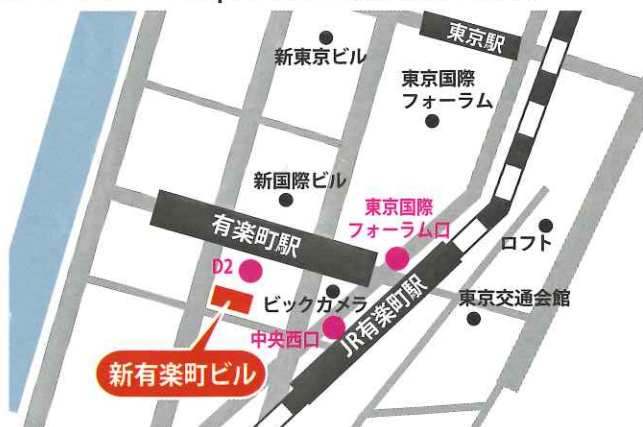 東京駅
新東京ビル
東京国際
フォーラム
新国際ビル
東京国際
フォーラム口
有楽町駅
ロフト
D2
ビックカメラ
東京交通会館
JR有楽町駅
中央西口
新有楽町ビル